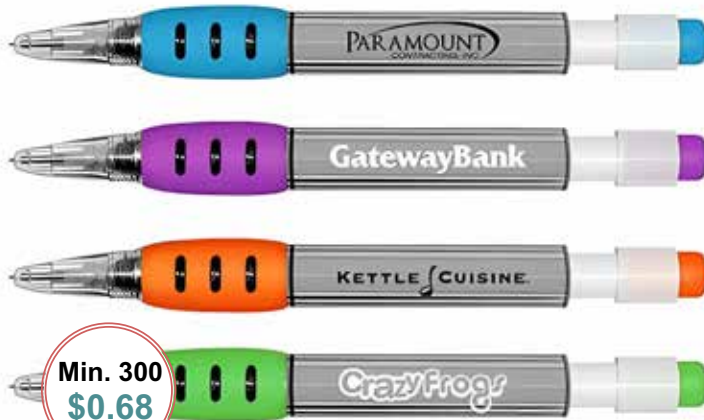 PARAMOUNT
CONTRACTING, INC.
GatewayBank
KETTLE CUISINE.
CrazyFrogs
Min. 300
$0.68